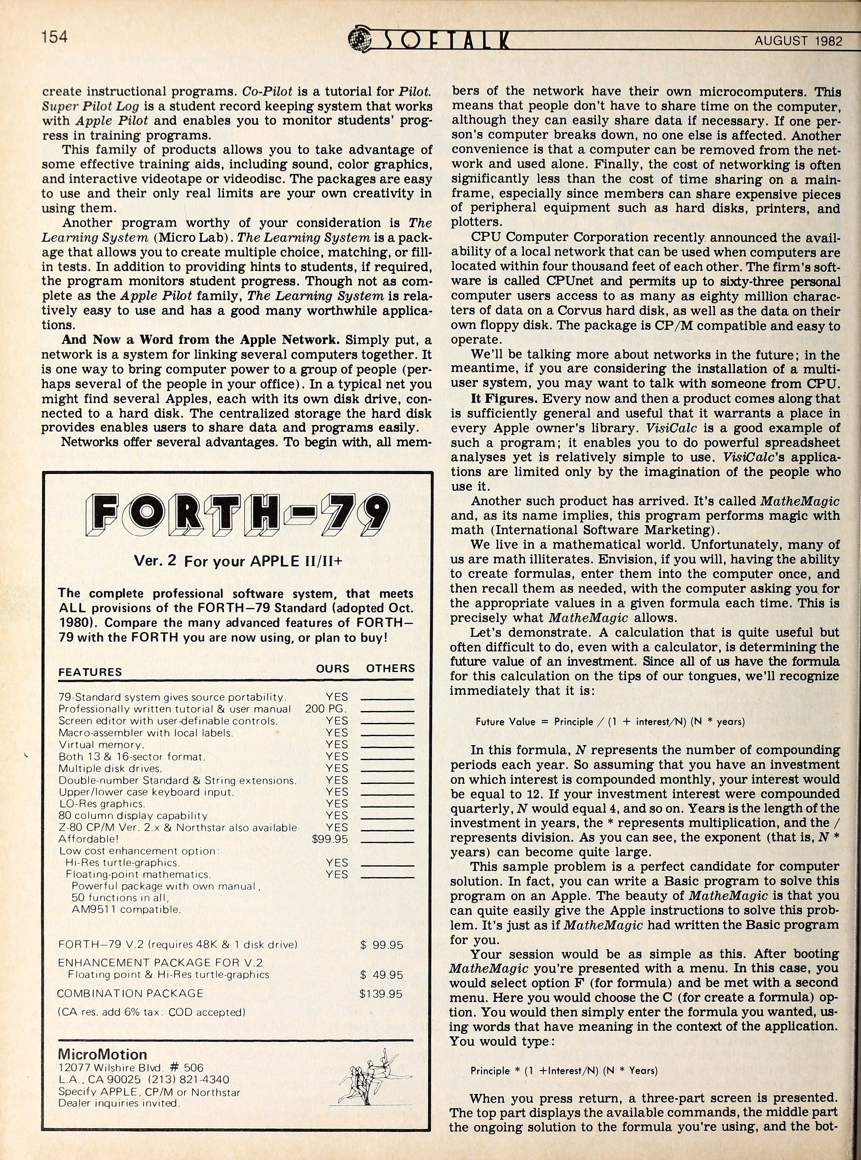 154
SOFTALK
AUGUST 1982
create instructional programs. Co-Pilot is a tutorial for Pilot.
Super Pilot Log is a student record keeping system that works
with Apple Pilot and enables you to monitor students' prog-
ress in training programs.
This family of products allows you to take advantage of
some effective training aids, including sound, color graphics,
and interactive videotape or videodisc. The packages are easy
to use and their only real limits are your own creativity in
using them.
Another program worthy of your consideration is The
Learning System (Micro Lab). The Learning System is a pack-
age that allows you to create multiple choice, matching, or fill-
in tests. In addition to providing hints to students, if required,
the program monitors student progress. Though not as com-
plete as the Apple Pilot family, The Learning System is rela-
tively easy to use and has a good many worthwhile applica-
tions.
And Now a Word from the Apple Network. Simply put, a
network is a system for linking several computers together. It
is one way to bring computer power to a group of people (per-
haps several of the people in your office). In a typical net you
might find several Apples, each with its own disk drive, con-
nected to a hard disk. The centralized storage the hard disk
provides enables users to share data and programs easily.
Networks offer several advantages. To begin with, all mem-
bers of the network have their own microcomputers. This
means that people don't have to share time on the computer,
although they can easily share data if necessary. If one per-
son's computer breaks down, no one else is affected. Another
convenience is that a computer can be removed from the net-
work and used alone. Finally, the cost of networking is often
significantly less than the cost of time sharing on a main-
frame, especially since members can share expensive pieces
of peripheral equipment such as hard disks, printers, and
plotters.
CPU Computer Corporation recently announced the avail-
ability of a local network that can be used when computers are
located within four thousand feet of each other. The firm's soft-
ware is called CPUnet and permits up to sixty-three personal
computer users access to as many as eighty million charac-
ters of data on a Corvus hard disk, as well as the data on their
own floppy disk. The package is CP/M compatible and easy to
operate.
We'll be talking more about networks in the future; in the
meantime, if you are considering the installation of a multi-
user system, you may want to talk with someone from CPU.
It Figures. Every now and then a product comes along that
is sufficiently general and useful that it warrants a place in
every Apple owner's library. VisiCalc is a good example of
such a program; it enables you to do powerful spreadsheet
analyses yet is relatively simple to use. VisiCalc's applica-
tions are limited only by the imagination of the people who
use it.
Another such product has arrived. It's called MatheMagic
and, as its name implies, this program performs magic with
math (International Software Marketing).
We live in a mathematical world. Unfortunately, many of
us are math illiterates. Envision, if you will, having the ability
to create formulas, enter them into the computer once, and
then recall them as needed, with the computer asking you for
the appropriate values in a given formula each time. This is
precisely what MatheMagic allows.
Let's demonstrate. A calculation that is quite useful but
often difficult to do, even with a calculator, is determining the
future value of an investment. Since all of us have the formula
for this calculation on the tips of our tongues, we'll recognize
immediately that it is:
Future Value = Principle / (1 + interest/N) (N * years)
In this formula, N represents the number of compounding
periods each year. So assuming that you have an investment
on which interest is compounded monthly, your interest would
be equal to 12. If your investment interest were compounded
quarterly, N would equal 4, and so on. Years is the length of the
investment in years, the * represents multiplication, and the /
represents division. As you can see, the exponent (that is, N *
years) can become quite large.
This sample problem is a perfect candidate for computer
solution. In fact, you can write a Basic program to solve this
program on an Apple. The beauty of MatheMagic is that you
can quite easily give the Apple instructions to solve this prob-
lem. It's just as if MatheMagic had written the Basic program
for you.
Your session would be as simple as this. After booting
MatheMagic you're presented with a menu. In this case, you
would select option F (for formula) and be met with a second
menu. Here you would choose the C (for create a formula) op-
tion. You would then simply enter the formula you wanted, us-
ing words that have meaning in the context of the application.
You would type:
Principle * (1 +Interest/N) (N * Years)
When you press return, a three-part screen is presented.
The top part displays the available commands, the middle part
the ongoing solution to the formula you're using, and the bot-
FORTH-79
Ver. 2 For your APPLE II/II+
The complete professional software system, that meets
ALL provisions of the FORTH-79 Standard (adopted Oct.
1980). Compare the many advanced features of FORTH-
79 with the FORTH you are now using, or plan to buy!
FEATURES OURS OTHERS
79-Standard system gives source portability. YES
Professionally written tutorial & user manual 200 PG.
Screen editor with user-definable controls. YES
Macro-assembler with local labels. YES
Virtual memory. YES
Both 13 & 16-sector format. YES
Multiple disk drives. YES
Double-number Standard & String extensions. YES
Upper/lower case keyboard input. YES
LO-Res graphics. YES
80 column display capability YES
Z-80 CP/M Ver. 2.x & Northstar also available YES
Affordable! $99.95
Low cost enhancement option:
Hi-Res turtle-graphics. YES
Floating-point mathematics. YES
Powerful package with own manual,
50 functions in all,
AM9511 compatible.
FORTH-79 V.2 (requires 48K & 1 disk drive) $ 99.95
ENHANCEMENT PACKAGE FOR V.2
Floating point & Hi-Res turtle-graphics $ 49.95
COMBINATION PACKAGE $139.95
(CA res. add 6% tax: COD accepted)
MicroMotion
12077 Wilshire Blvd. # 506
L.A., CA 90025 (213) 821-4340
Specify APPLE, CP/M or Northstar
Dealer inquiries invited.